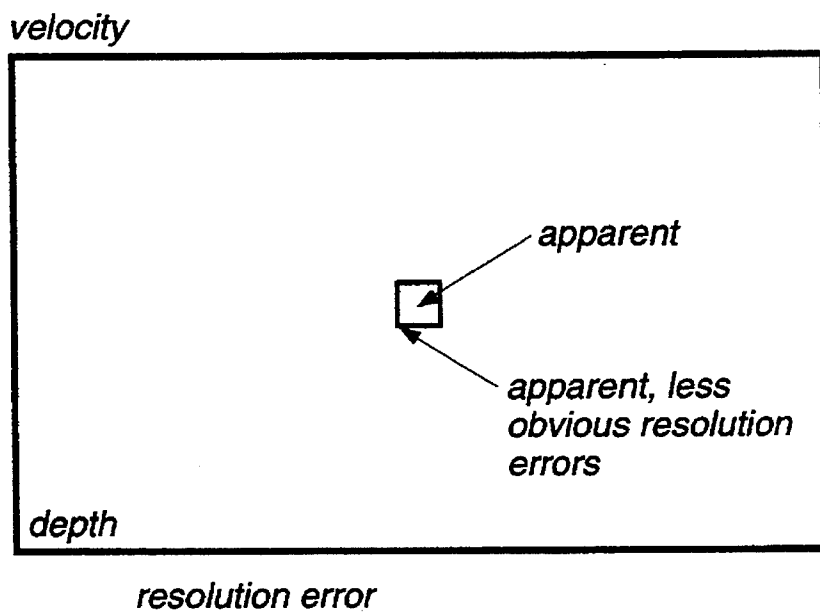 velocity
apparent
apparent, less
obvious resolution
errors
depth
resolution error